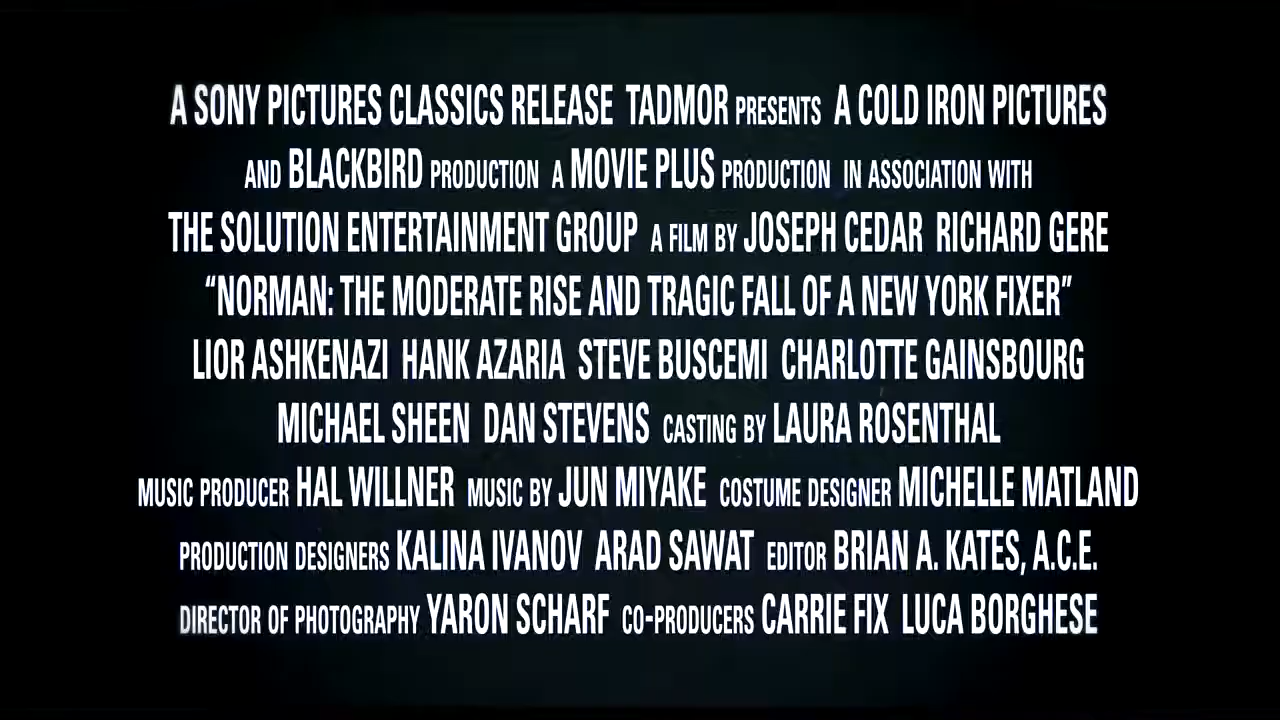 A SONY PICTURES CLASSICS RELEASE TADMOR PRESENTS A COLD IRON PICTURES
AND BLACKBIRD PRODUCTION A MOVIE PLUS PRODUCTION IN ASSOCIATION WITH
THE SOLUTION ENTERTAINMENT GROUP A FILM BY JOSEPH CEDAR RICHARD GERE
“NORMAN: THE MODERATE RISE AND TRAGIC FALL OF A NEW YORK FIXER”
LIOR ASHKENAZI HANK AZARIA STEVE BUSCEMI CHARLOTTE GAINSBOURG
MICHAEL SHEEN DAN STEVENS CASTING BY LAURA ROSENTHAL
MUSIC PRODUCER HAL WILLNER MUSIC BY JUN MIYAKE COSTUME DESIGNER MICHELLE MATLAND
PRODUCTION DESIGNERS KALINA IVANOV ARAD SAWAT EDITOR BRIAN A. KATES, A.C.E.
DIRECTOR OF PHOTOGRAPHY YARON SCHARF CO-PRODUCERS CARRIE FIX LUCA BORGHESE